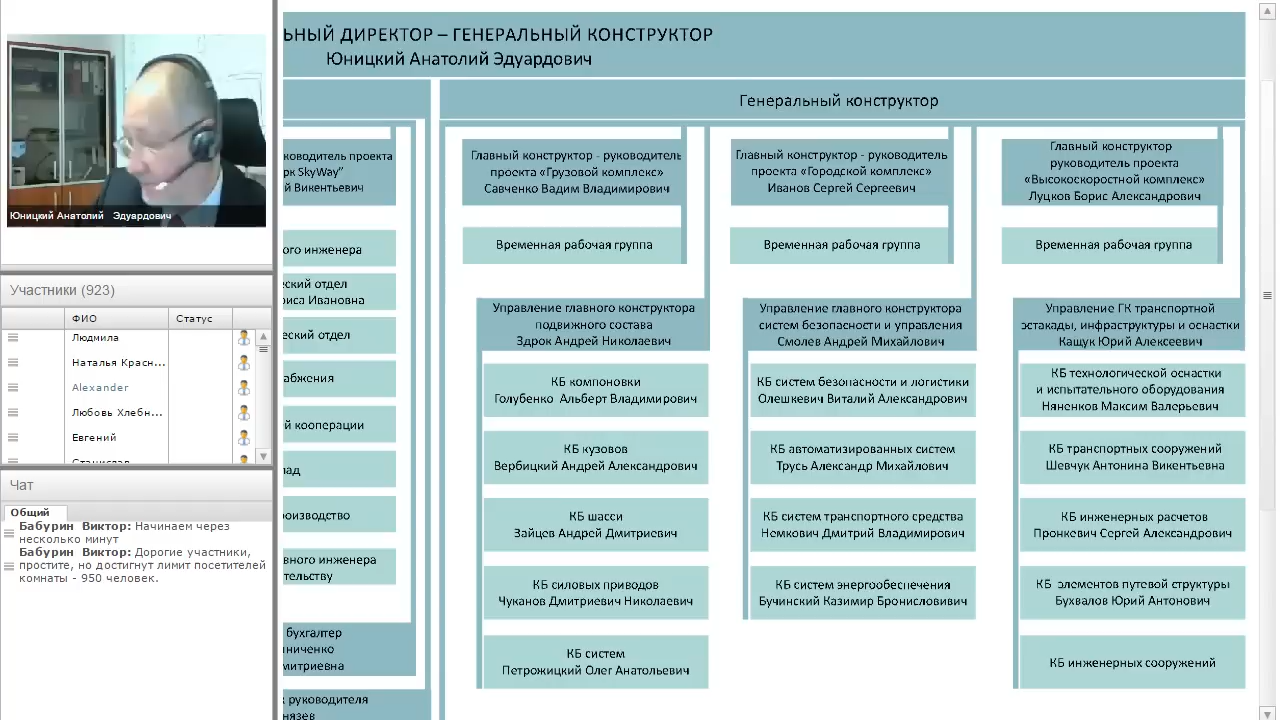 Юницкий Анатолий Эдуардович
Участники (923)
ФИО
Статус
Людмила
Наталья Красн...
Alexander
Любовь Хлебн...
Евгений
Станислав
Чат
Общий
Бабурин Виктор: Начинаем через
несколько минут
Бабурин Виктор: Дорогие участники,
простите, но достигнут лимит посетителей
комнаты - 950 человек.
ЬНЫЙ ДИРЕКТОР – ГЕНЕРАЛЬНЫЙ КОНСТРУКТОР
Юницкий Анатолий Эдуардович
Генеральный конструктор
ководитель проекта
рк SkyWay”
й Викентьевич
ого инженера
еский отдел
риса Ивановна
еский отдел
абжения
й кооперации
лад
оизводство
вного инженера
тельству
бухгалтер
ниченко
митриевна
к руководителя
нязев
Главный конструктор - руководитель
проекта «Грузовой комплекс»
Савченко Вадим Владимирович
Временная рабочая группа
Управление главного конструктора
подвижного состава
Здрок Андрей Николаевич
КБ компоновки
Голубенко Альберт Владимирович
КБ кузовов
Вербицкий Андрей Александрович
КБ шасси
Зайцев Андрей Дмитриевич
КБ силовых приводов
Чуканов Дмитриевич Николаевич
КБ систем
Петрожицкий Олег Анатольевич
Главный конструктор - руководитель
проекта «Городской комплекс»
Иванов Сергей Сергеевич
Временная рабочая группа
Управление главного конструктора
систем безопасности и управления
Смолев Андрей Михайлович
КБ систем безопасности и логистики
Олешкевич Виталий Александрович
КБ автоматизированных систем
Трусь Александр Михайлович
КБ систем транспортного средства
Немкович Дмитрий Владимирович
КБ систем энергообеспечения
Бучинский Казимир Брониславивич
Главный конструктор
руководитель проекта
«Высокоскоростной комплекс»
Луцков Борис Александрович
Временная рабочая группа
Управление ГК транспортной
эстакады, инфраструктуры и оснастки
Кащук Юрий Алексеевич
КБ технологической оснастки
и испытательного оборудования
Няненков Максим Валерьевич
КБ транспортных сооружений
Шевчук Антонина Викентьевна
КБ инженерных расчетов
Пронкевич Сергей Александрович
КБ элементов путевой структуры
Бухвалов Юрий Антонович
КБ инженерных сооружений